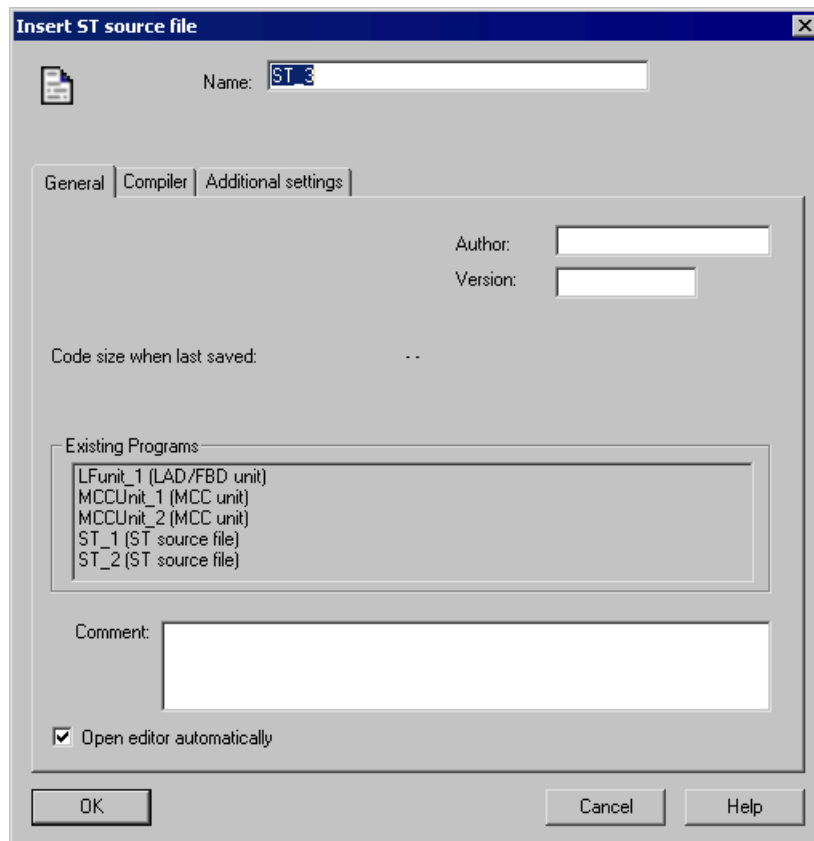 Insert ST source file
Name: ST_3
General Compiler Additional settings
Author:
Version:
Code size when last saved: - -
Existing Programs
LFunit_1 (LAD/FBD unit)
MCCUnit_1 (MCC unit)
MCCUnit_2 (MCC unit)
ST_1 (ST source file)
ST_2 (ST source file)
Comment:
Open editor automatically
OK Cancel Help